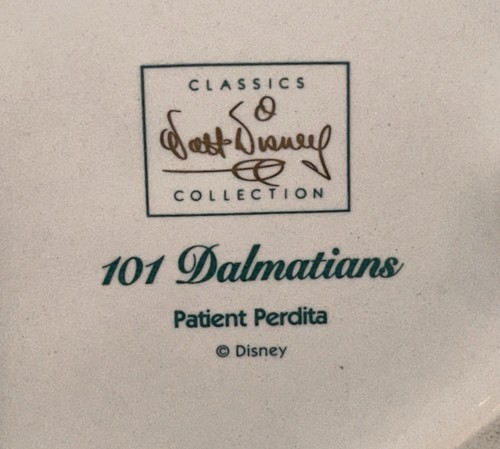 CLASSICS
Walt Disney
COLLECTION
101 Dalmatians
Patient Perdita
© Disney